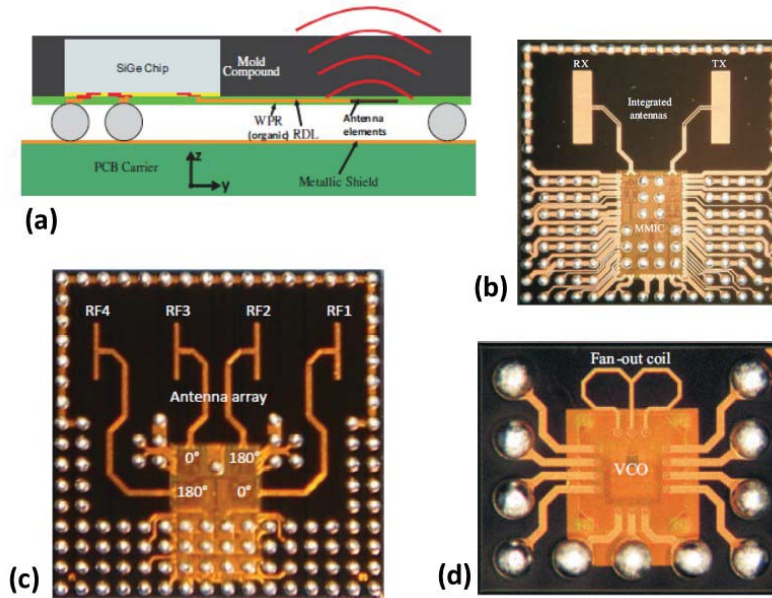 SiGe Chip
Mold
Compound
WPR
(organic)
RDL
Antenna
elements
PCB Carrier
z
y
Metallic Shield
(a)
RX
TX
Integrated
antennas
MMIC
(b)
RF4
RF3
RF2
RF1
Antenna array
0°
180°
180°
0°
(c)
Fan-out coil
VCO
(d)